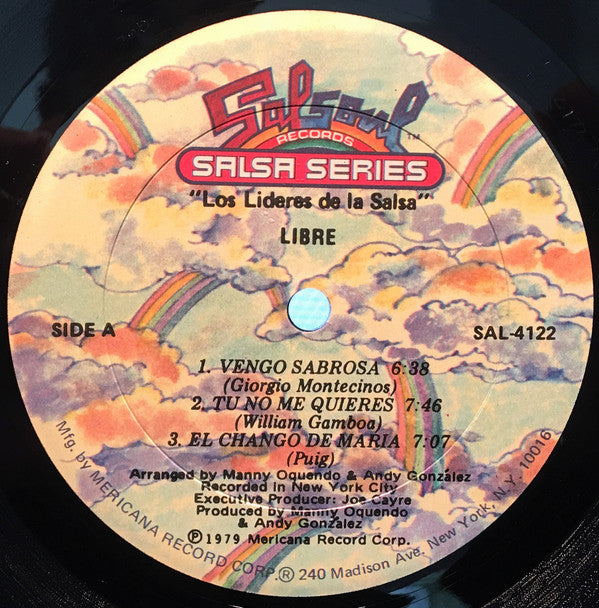 Salsoul™
RECORDS
SALSA SERIES
"Los Lideres de la Salsa"
LIBRE
SIDE A
SAL-4122
1. VENGO SABROSA 6:38
(Giorgio Montecinos)
2. TU NO ME QUIERES 7:46
(William Gamboa)
3. EL CHANGO DE MARIA 7:07
(Puig)
Arranged by Manny Oquendo & Andy González
Recorded in New York City
Executive Producer: Joe Cayre
Produced by Manny Oquendo
& Andy González
Ⓟ 1979 Mericana Record Corp.
Mfg. by MERICANA RECORD CORP.® 240 Madison Ave. New York, N.Y. 10016